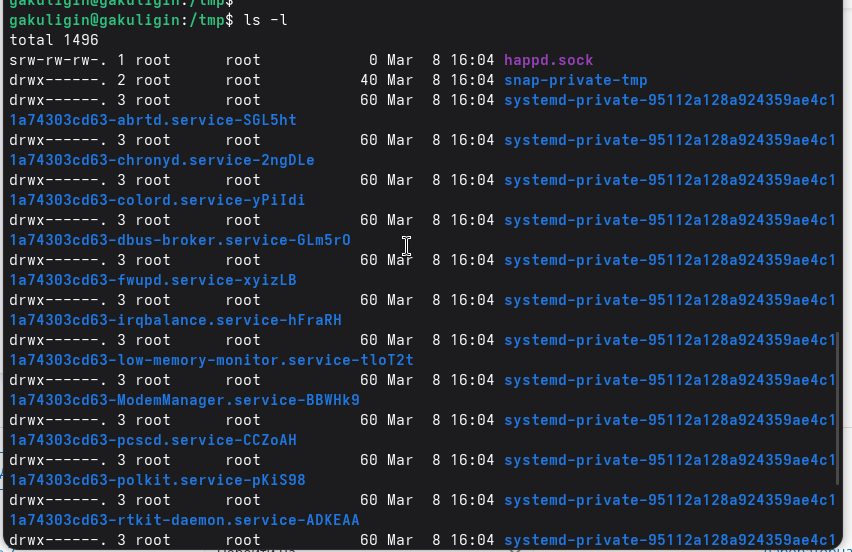 gakuligin@gakuligin:/tmp$
gakuligin@gakuligin:/tmp$ ls -l
total 1496
srw-rw-rw-. 1 root      root            0 Mar  8 16:04 happd.sock
drwx------. 2 root      root           40 Mar  8 16:04 snap-private-tmp
drwx------. 3 root      root           60 Mar  8 16:04 systemd-private-95112a128a924359ae4c1
1a74303cd63-abrtd.service-SGL5ht
drwx------. 3 root      root           60 Mar  8 16:04 systemd-private-95112a128a924359ae4c1
1a74303cd63-chronyd.service-2ngDLe
drwx------. 3 root      root           60 Mar  8 16:04 systemd-private-95112a128a924359ae4c1
1a74303cd63-colord.service-yPiIdi
drwx------. 3 root      root           60 Mar  8 16:04 systemd-private-95112a128a924359ae4c1
1a74303cd63-dbus-broker.service-GLm5rO
drwx------. 3 root      root           60 Mar  8 16:04 systemd-private-95112a128a924359ae4c1
1a74303cd63-fwupd.service-xyizLB
drwx------. 3 root      root           60 Mar  8 16:04 systemd-private-95112a128a924359ae4c1
1a74303cd63-irqbalance.service-hFraRH
drwx------. 3 root      root           60 Mar  8 16:04 systemd-private-95112a128a924359ae4c1
1a74303cd63-low-memory-monitor.service-tloT2t
drwx------. 3 root      root           60 Mar  8 16:04 systemd-private-95112a128a924359ae4c1
1a74303cd63-ModemManager.service-BBWHk9
drwx------. 3 root      root           60 Mar  8 16:04 systemd-private-95112a128a924359ae4c1
1a74303cd63-pcscd.service-CCZoAH
drwx------. 3 root      root           60 Mar  8 16:04 systemd-private-95112a128a924359ae4c1
1a74303cd63-polkit.service-pKiS98
drwx------. 3 root      root           60 Mar  8 16:04 systemd-private-95112a128a924359ae4c1
1a74303cd63-rtkit-daemon.service-ADKEAA
drwx------. 3 root      root           60 Mar  8 16:04 systemd-private-95112a128a924359ae4c1